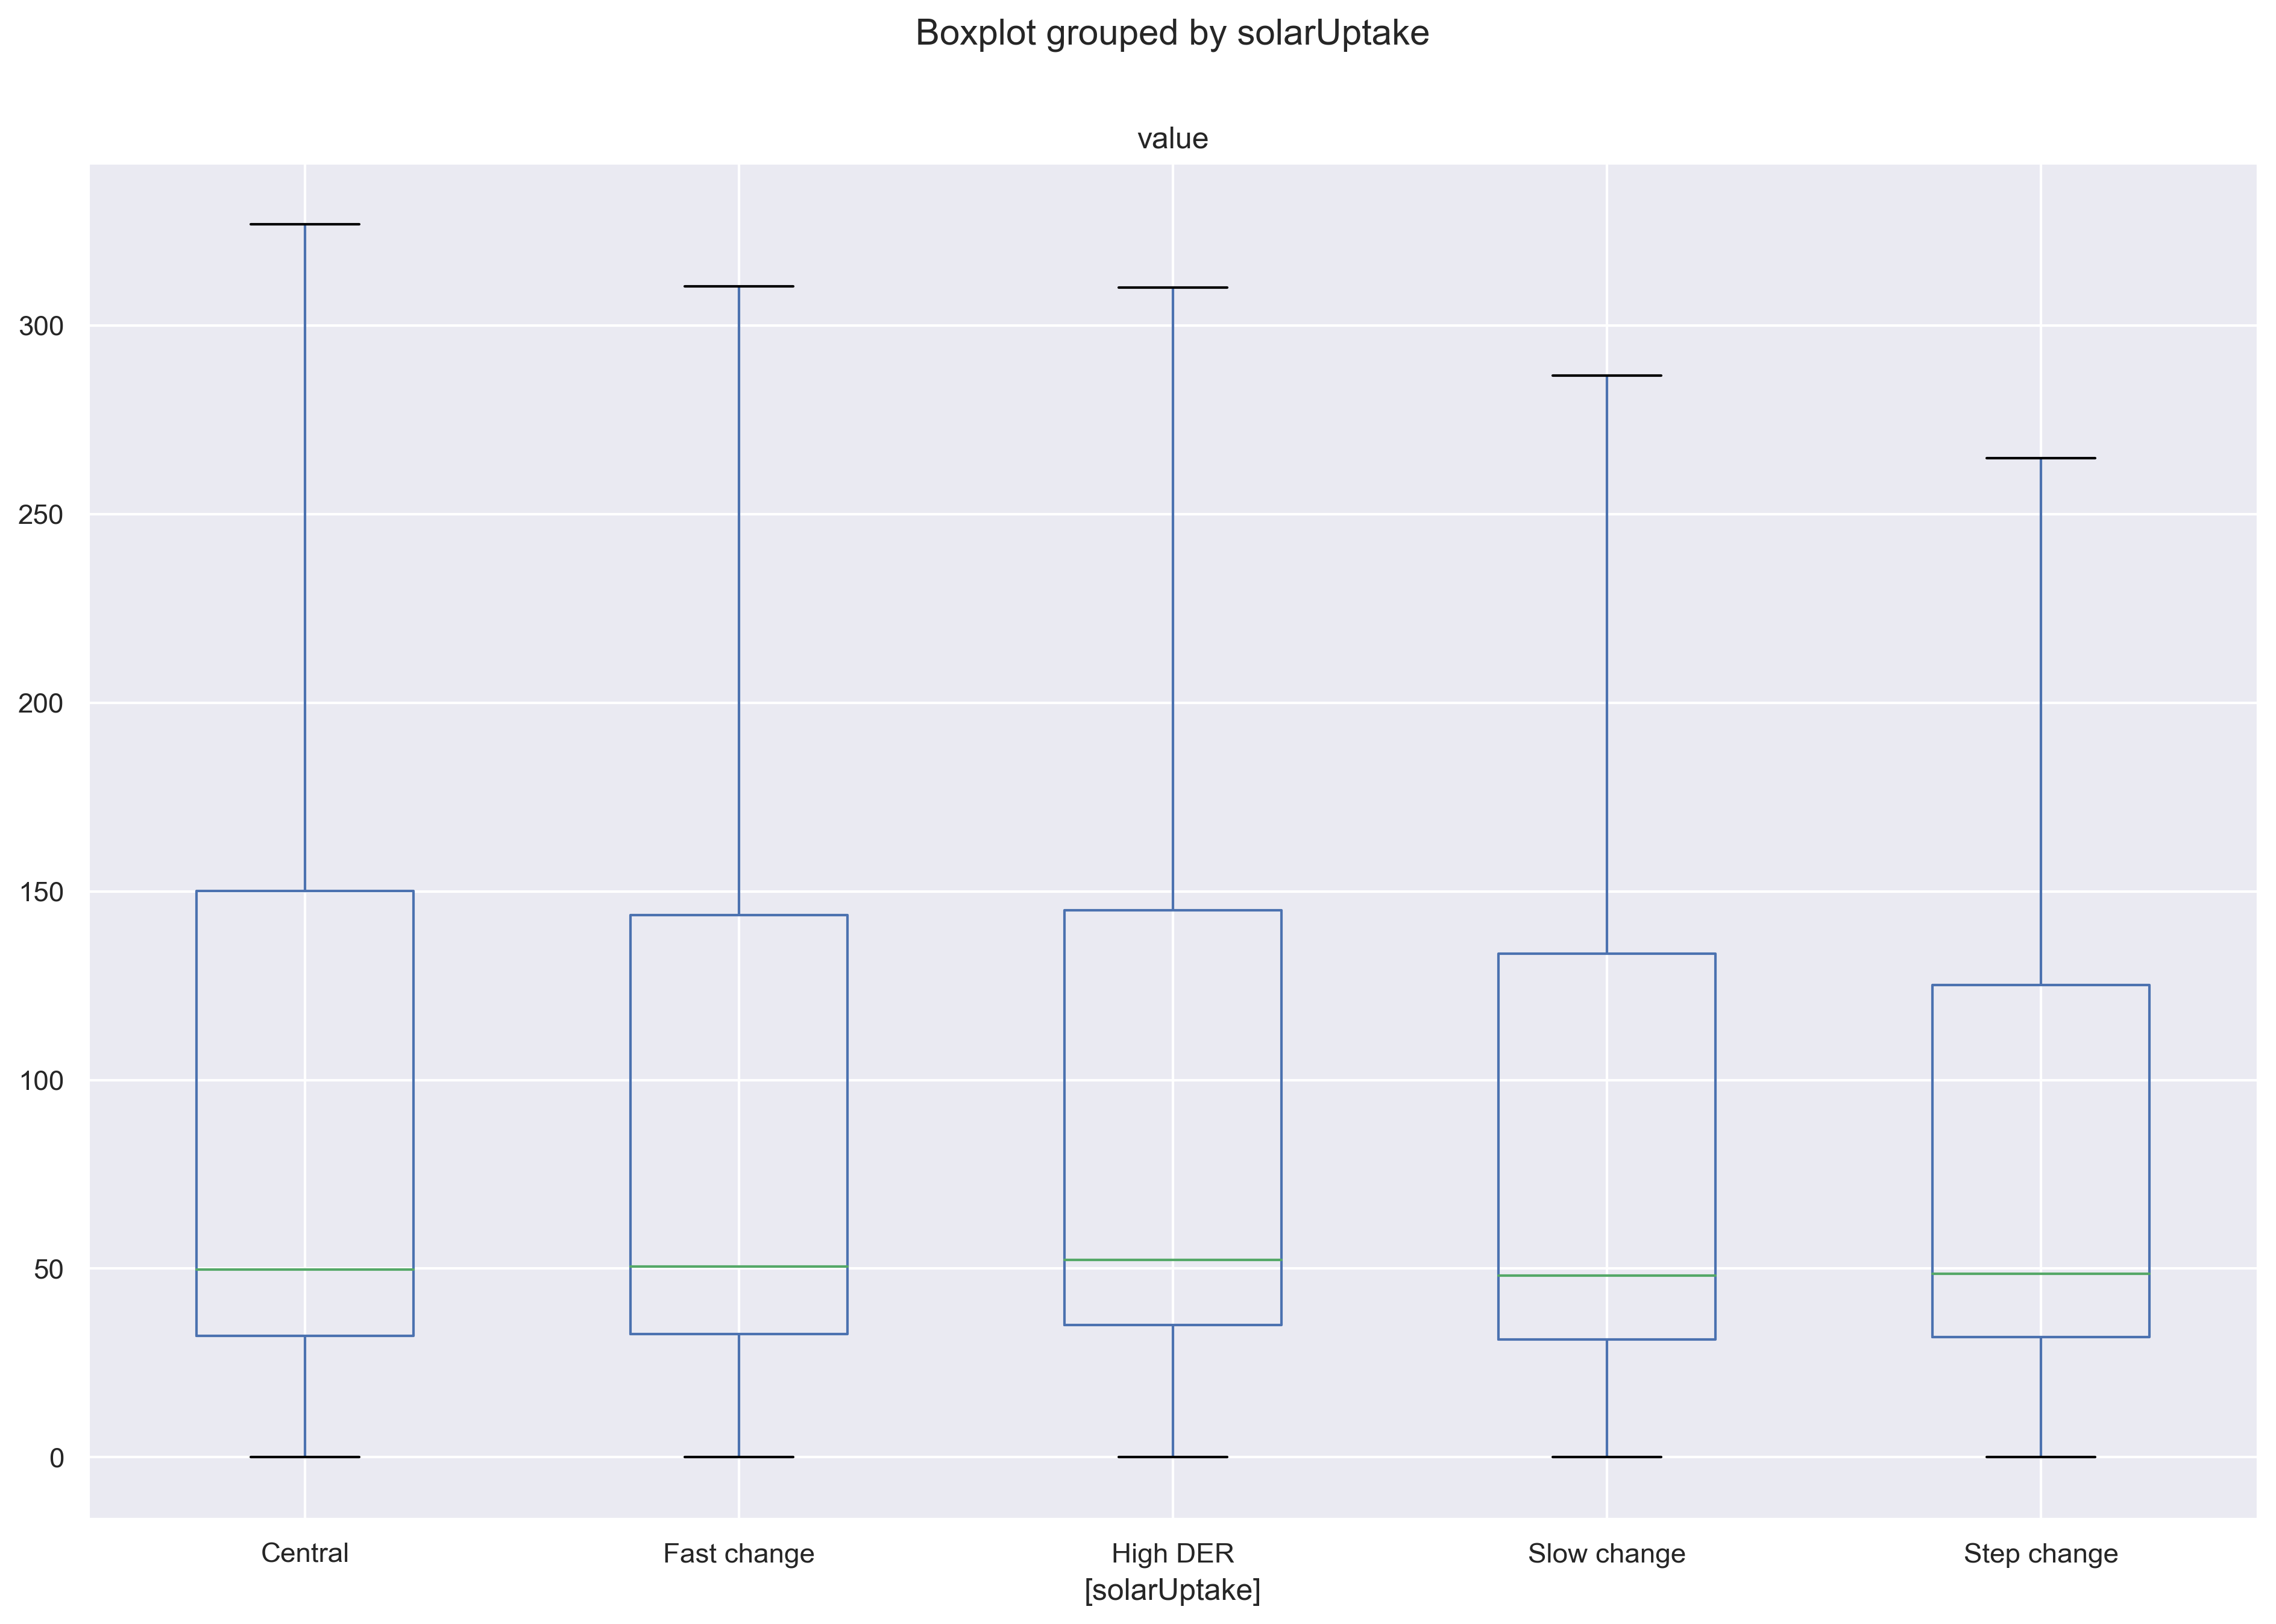 Boxplot grouped by solarUptake
value
300
250
200
150
100
50
0
Central Fast change High DER Slow change Step change
[solarUptake]